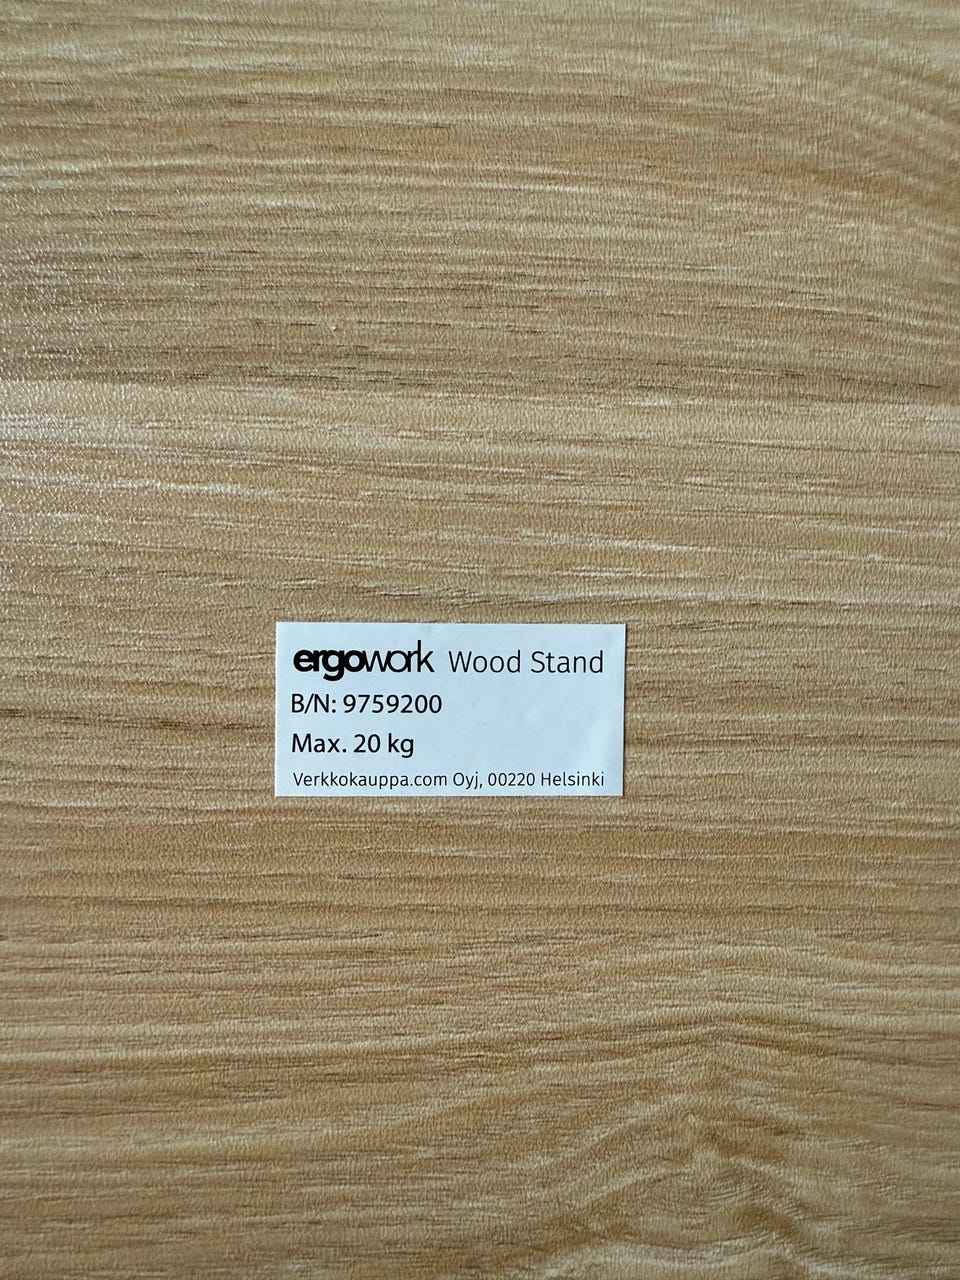 ergowork Wood Stand
B/N: 9759200
Max. 20 kg
Verkkokauppa.com Oyj, 00220 Helsinki